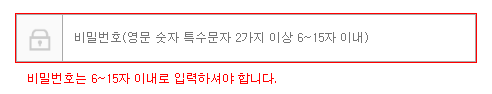 비밀번호(영문 숫자 특수문자 2가지 이상 6~15자 이내)
비밀번호는 6~15자 이내로 입력하셔야 합니다.